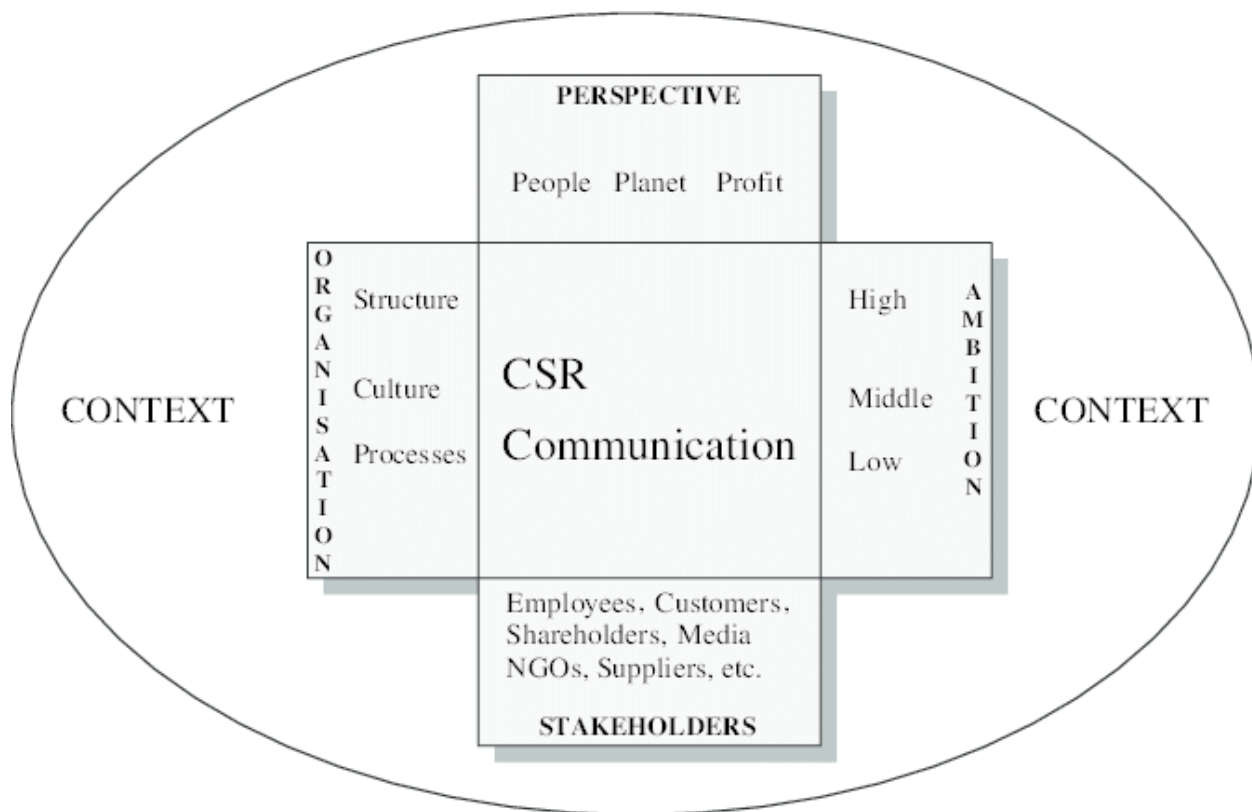 PERSPECTIVE
People Planet Profit
ORGANISATION
Structure
Culture
Processes
CSR
Communication
High
Middle
Low
AMBITION
CONTEXT
CONTEXT
Employees, Customers,
Shareholders, Media
NGOs, Suppliers, etc.
STAKEHOLDERS